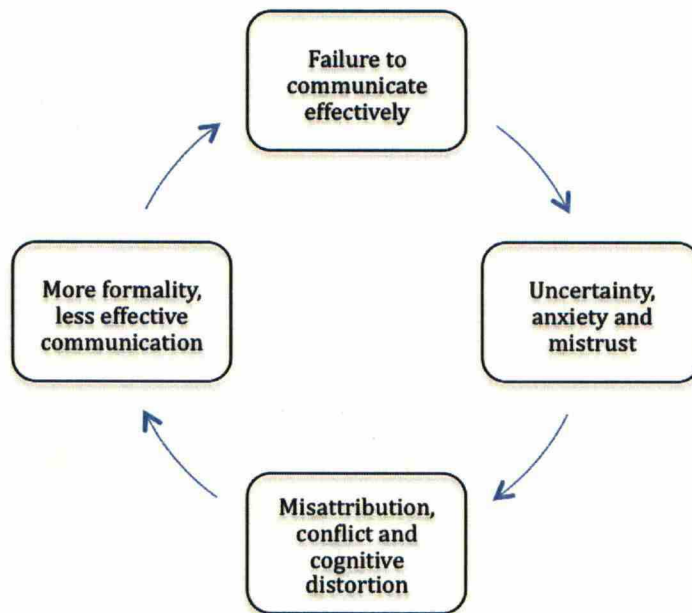 Failure to
communicate
effectively
Uncertainty,
anxiety and
mistrust
Misattribution,
conflict and
cognitive
distortion
More formality,
less effective
communication